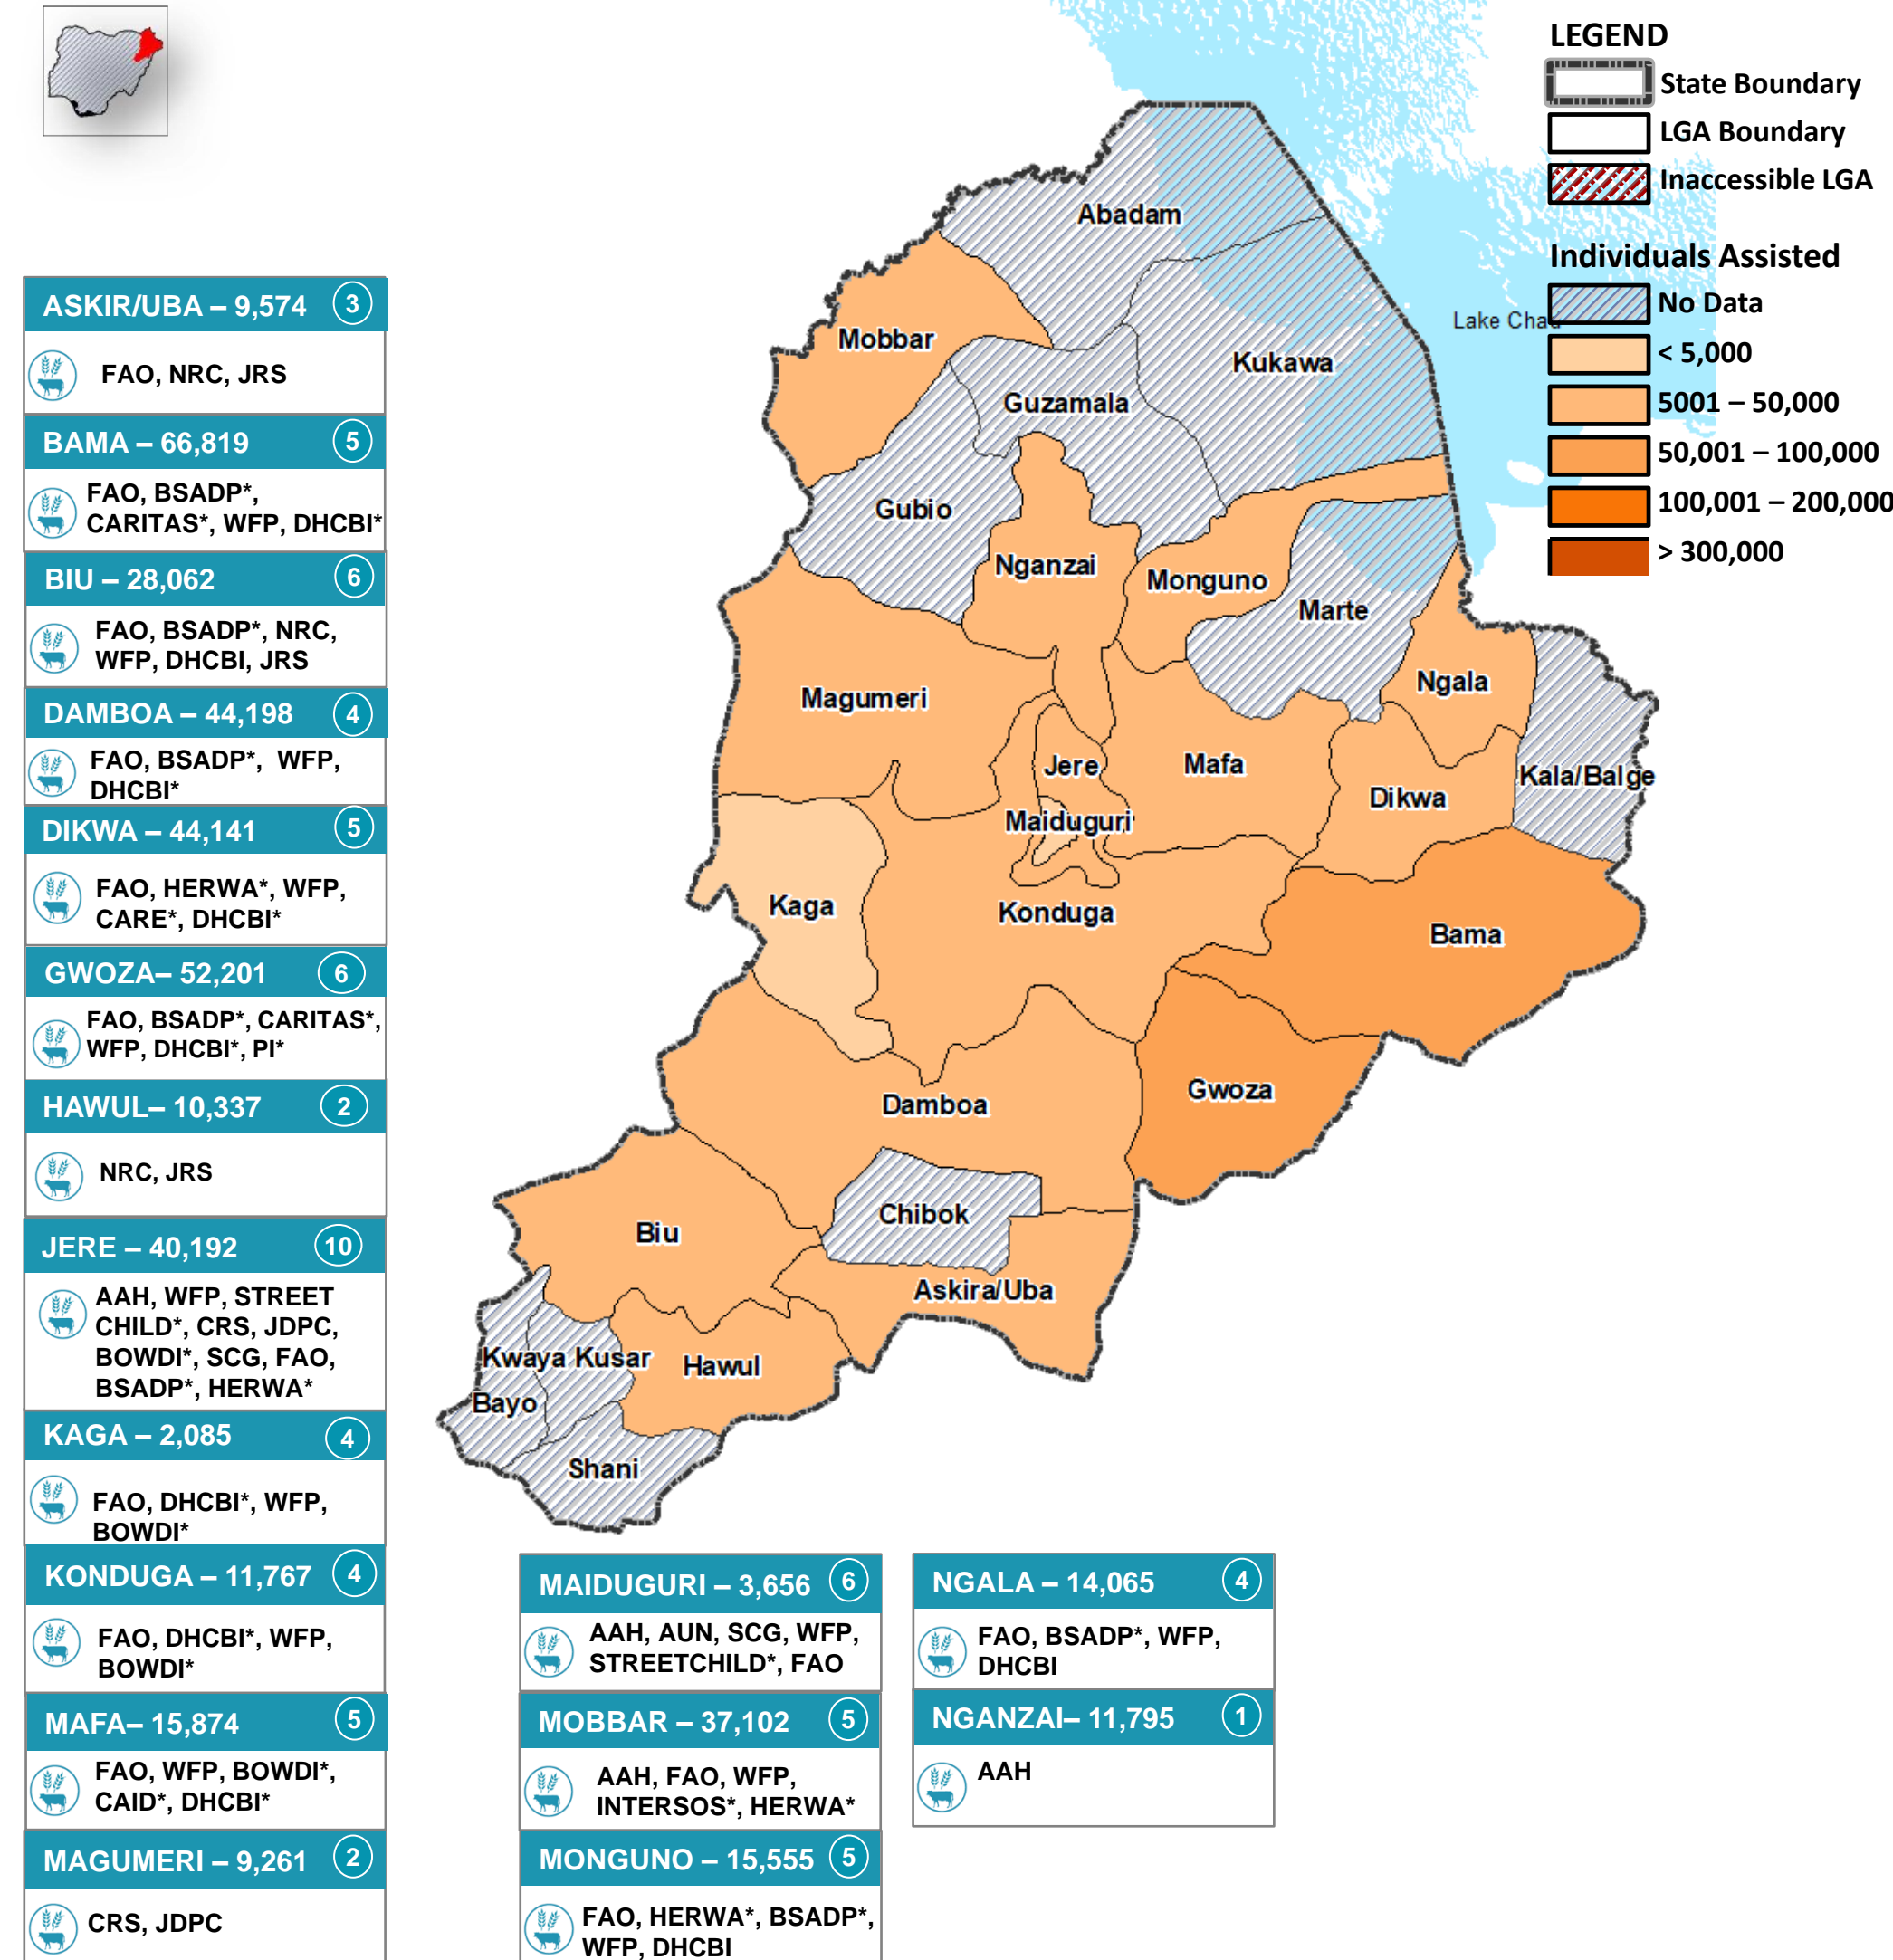 LEGEND
State Boundary
LGA Boundary
Inaccessible LGA
Individuals Assisted
No Data
< 5,000
5001 – 50,000
50,001 – 100,000
100,001 – 200,000
> 300,000
Lake Chad
Abadam
Mobbar
Kukawa
Guzamala
Gubio
Nganzai
Monguno
Marte
Magumeri
Ngala
Jere
Mafa
Kala/Balge
Dikwa
Maiduguri
Kaga
Konduga
Bama
Gwoza
Damboa
Chibok
Biu
Askira/Uba
Kwaya Kusar
Hawul
Bayo
Shani
ASKIR/UBA – 9,574 3
FAO, NRC, JRS
BAMA – 66,819 5
FAO, BSADP*,
CARITAS*, WFP, DHCBI*
BIU – 28,062 6
FAO, BSADP*, NRC,
WFP, DHCBI, JRS
DAMBOA – 44,198 4
FAO, BSADP*, WFP,
DHCBI*
DIKWA – 44,141 5
FAO, HERWA*, WFP,
CARE*, DHCBI*
GWOZA– 52,201 6
FAO, BSADP*, CARITAS*,
WFP, DHCBI*, PI*
HAWUL– 10,337 2
NRC, JRS
JERE – 40,192 10
AAH, WFP, STREET
CHILD*, CRS, JDPC,
BOWDI*, SCG, FAO,
BSADP*, HERWA*
KAGA – 2,085 4
FAO, DHCBI*, WFP,
BOWDI*
KONDUGA – 11,767 4
FAO, DHCBI*, WFP,
BOWDI*
MAFA– 15,874 5
FAO, WFP, BOWDI*,
CAID*, DHCBI*
MAGUMERI – 9,261 2
CRS, JDPC
MAIDUGURI – 3,656 6
AAH, AUN, SCG, WFP,
STREETCHILD*, FAO
MOBBAR – 37,102 5
AAH, FAO, WFP,
INTERSOS*, HERWA*
MONGUNO – 15,555 5
FAO, HERWA*, BSADP*,
WFP, DHCBI
NGALA – 14,065 4
FAO, BSADP*, WFP,
DHCBI
NGANZAI– 11,795 1
AAH